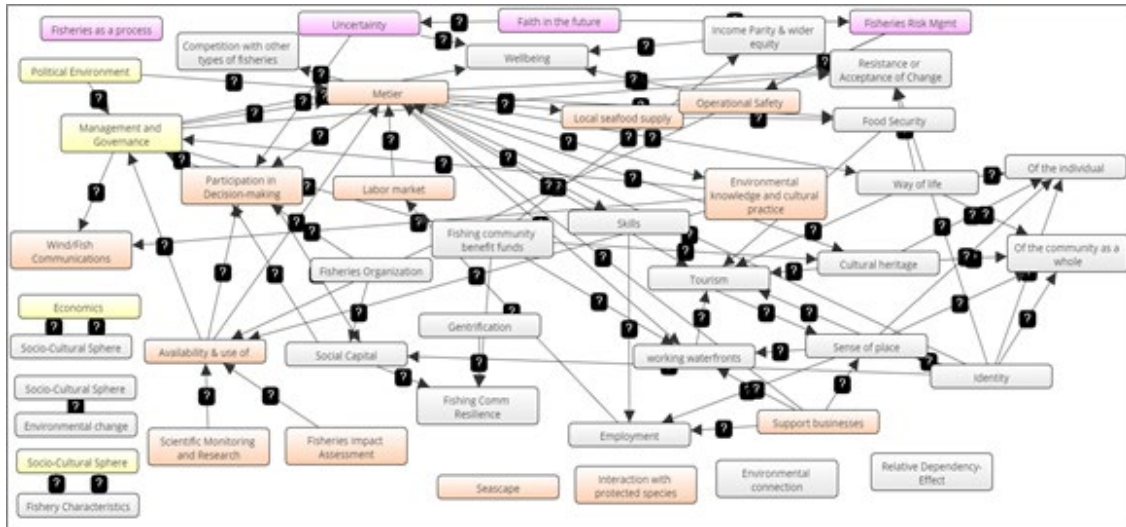 Fisheries as a process
Uncertainty
Faith in the future
Fisheries Risk Mgmt
Competition with other
types of fisheries
Wellbeing
Income Parity & wider
equity
Resistance or
Acceptance of Change
Political Environment
Metier
Operational Safety
Local seafood supply
Food Security
Management and
Governance
Participation in
Decision-making
Labor market
Environmental
knowledge and cultural
practice
Way of life
Of the individual
Wind/Fish
Communications
Fishing community
benefit funds
Skills
Of the community as a
whole
Fisheries Organization
Tourism
Cultural heritage
Economics
Socio-Cultural Sphere
Gentrification
Availability & use of
Social Capital
working waterfronts
Sense of place
Identity
Socio-Cultural Sphere
Environmental change
Fishing Comm
Resilience
Scientific Monitoring
and Research
Fisheries Impact
Assessment
Employment
Support businesses
Socio-Cultural Sphere
Fishery Characteristics
Seascape
Interaction with
protected species
Environmental
connection
Relative Dependency-
Effect